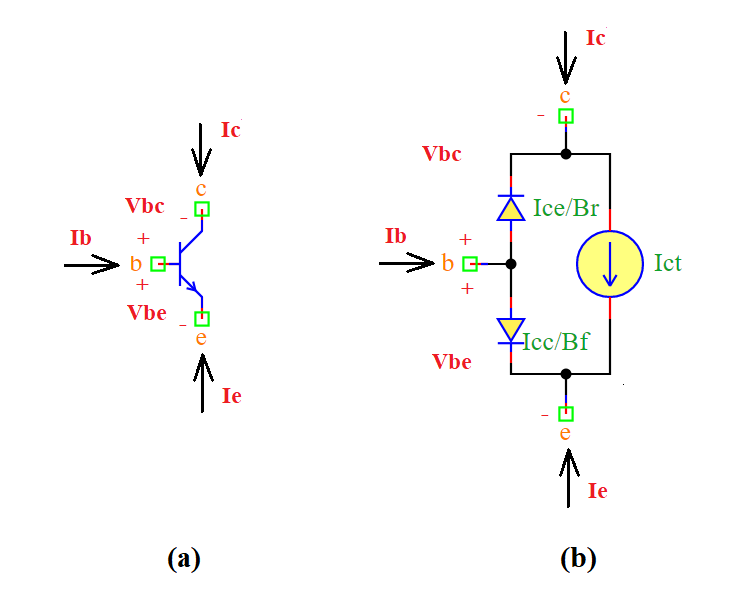 Ic
c
Vbc
-
+
Ib
b
+
Vbe
-
e
Ie
(a)
Ic
c
-
Vbc
Ice/Br
Ib
+
b
+
Ict
Icc/Bf
Vbe
-
e
Ie
(b)